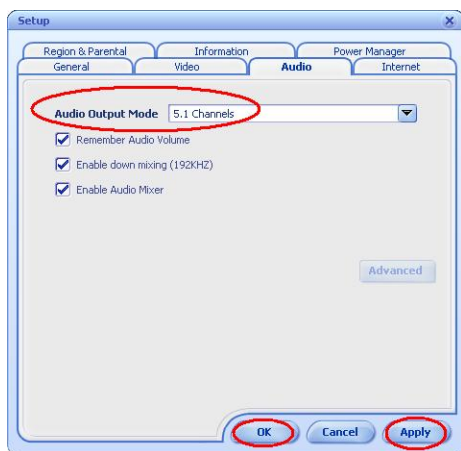 Setup
Region & Parental Information Power Manager
General Video Audio Internet
Audio Output Mode 5.1 Channels
Remember Audio Volume
Enable down mixing (192KHZ)
Enable Audio Mixer
Advanced
OK Cancel Apply